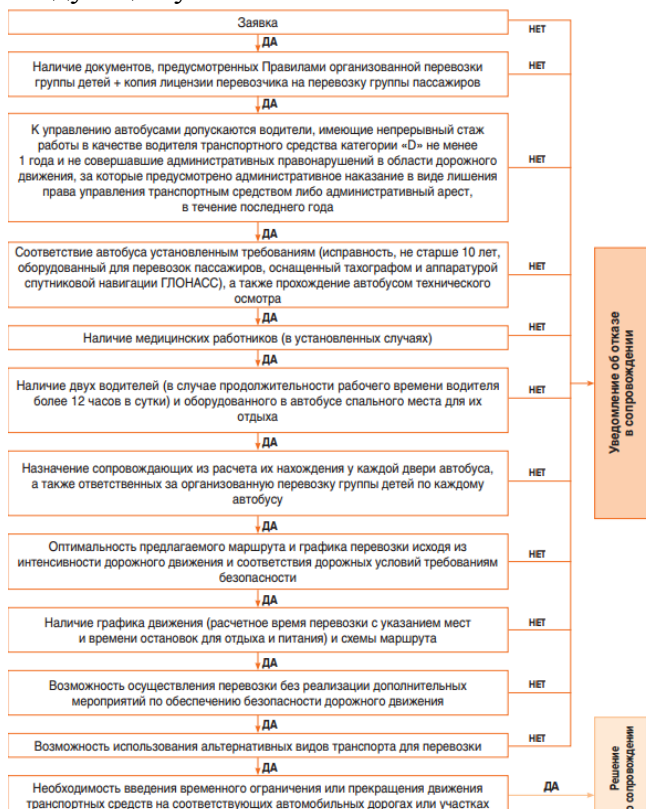 Заявка
НЕТ
ДА
Наличие документов, предусмотренных Правилами организованной перевозки
группы детей + копия лицензии перевозчика на перевозку группы пассажиров
НЕТ
ДА
К управлению автобусами допускаются водители, имеющие непрерывный стаж
работы в качестве водителя транспортного средства категории «D» не менее
1 года и не совершавшие административных правонарушений в области дорожного
движения, за которые предусмотрено административное наказание в виде лишения
права управления транспортным средством либо административный арест,
в течение последнего года
НЕТ
ДА
Соответствие автобуса установленным требованиям (исправность, не старше 10 лет,
оборудованный для перевозок пассажиров, оснащенный тахографом и аппаратурой
спутниковой навигации ГЛОНАСС), а также прохождение автобусом технического
осмотра
НЕТ
ДА
Наличие медицинских работников (в установленных случаях)
НЕТ
ДА
Наличие двух водителей (в случае продолжительности рабочего времени водителя
более 12 часов в сутки) и оборудованного в автобусе спального места для их
отдыха
НЕТ
ДА
Назначение сопровождающих из расчета их нахождения у каждой двери автобуса,
а также ответственных за организованную перевозку группы детей по каждому
автобусу
НЕТ
ДА
Оптимальность предлагаемого маршрута и графика перевозки исходя из
интенсивности дорожного движения и соответствия дорожных условий требованиям
безопасности
НЕТ
ДА
Наличие графика движения (расчетное время перевозки с указанием мест
и времени остановок для отдыха и питания) и схемы маршрута
НЕТ
ДА
Возможность осуществления перевозки без реализации дополнительных
мероприятий по обеспечению безопасности дорожного движения
НЕТ
ДА
Возможность использования альтернативных видов транспорта для перевозки
НЕТ
ДА
Необходимость введения временного ограничения или прекращения движения
транспортных средств на соответствующих автомобильных дорогах или участках
ДА
Уведомление об отказе
в сопровождении
Решение
сопровождении